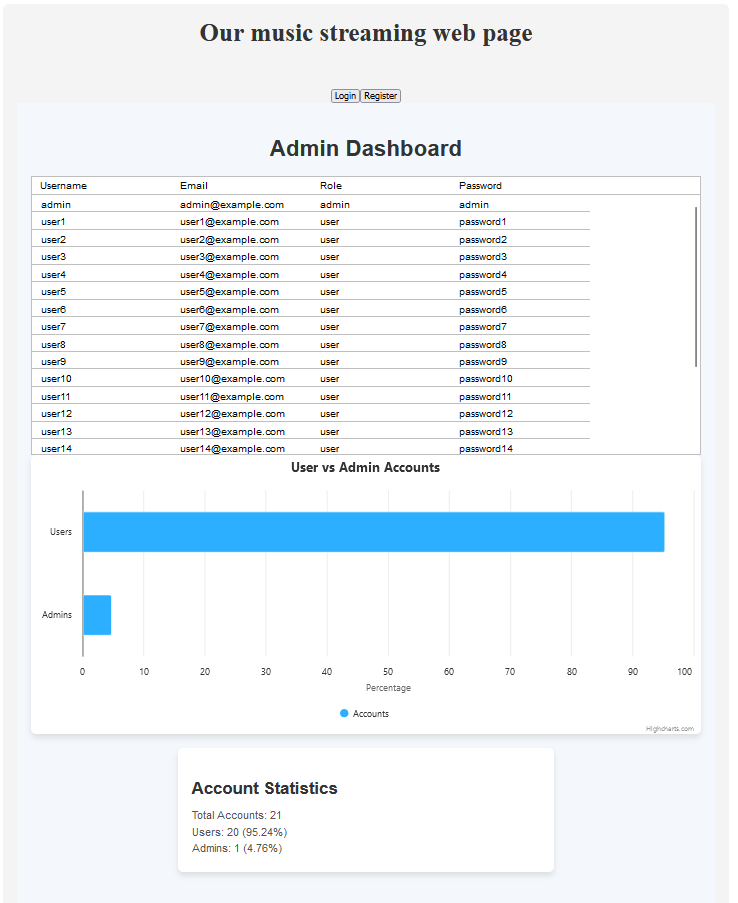 Our music streaming web page
Login Register
Admin Dashboard
Username Email Role Password
admin admin@example.com admin admin
user1 user1@example.com user password1
user2 user2@example.com user password2
user3 user3@example.com user password3
user4 user4@example.com user password4
user5 user5@example.com user password5
user6 user6@example.com user password6
user7 user7@example.com user password7
user8 user8@example.com user password8
user9 user9@example.com user password9
user10 user10@example.com user password10
user11 user11@example.com user password11
user12 user12@example.com user password12
user13 user13@example.com user password13
user14 user14@example.com user password14
User vs Admin Accounts
Users
Admins
0 10 20 30 40 50 60 70 80 90 100
Percentage
Accounts
Highcharts.com
Account Statistics
Total Accounts: 21
Users: 20 (95.24%)
Admins: 1 (4.76%)